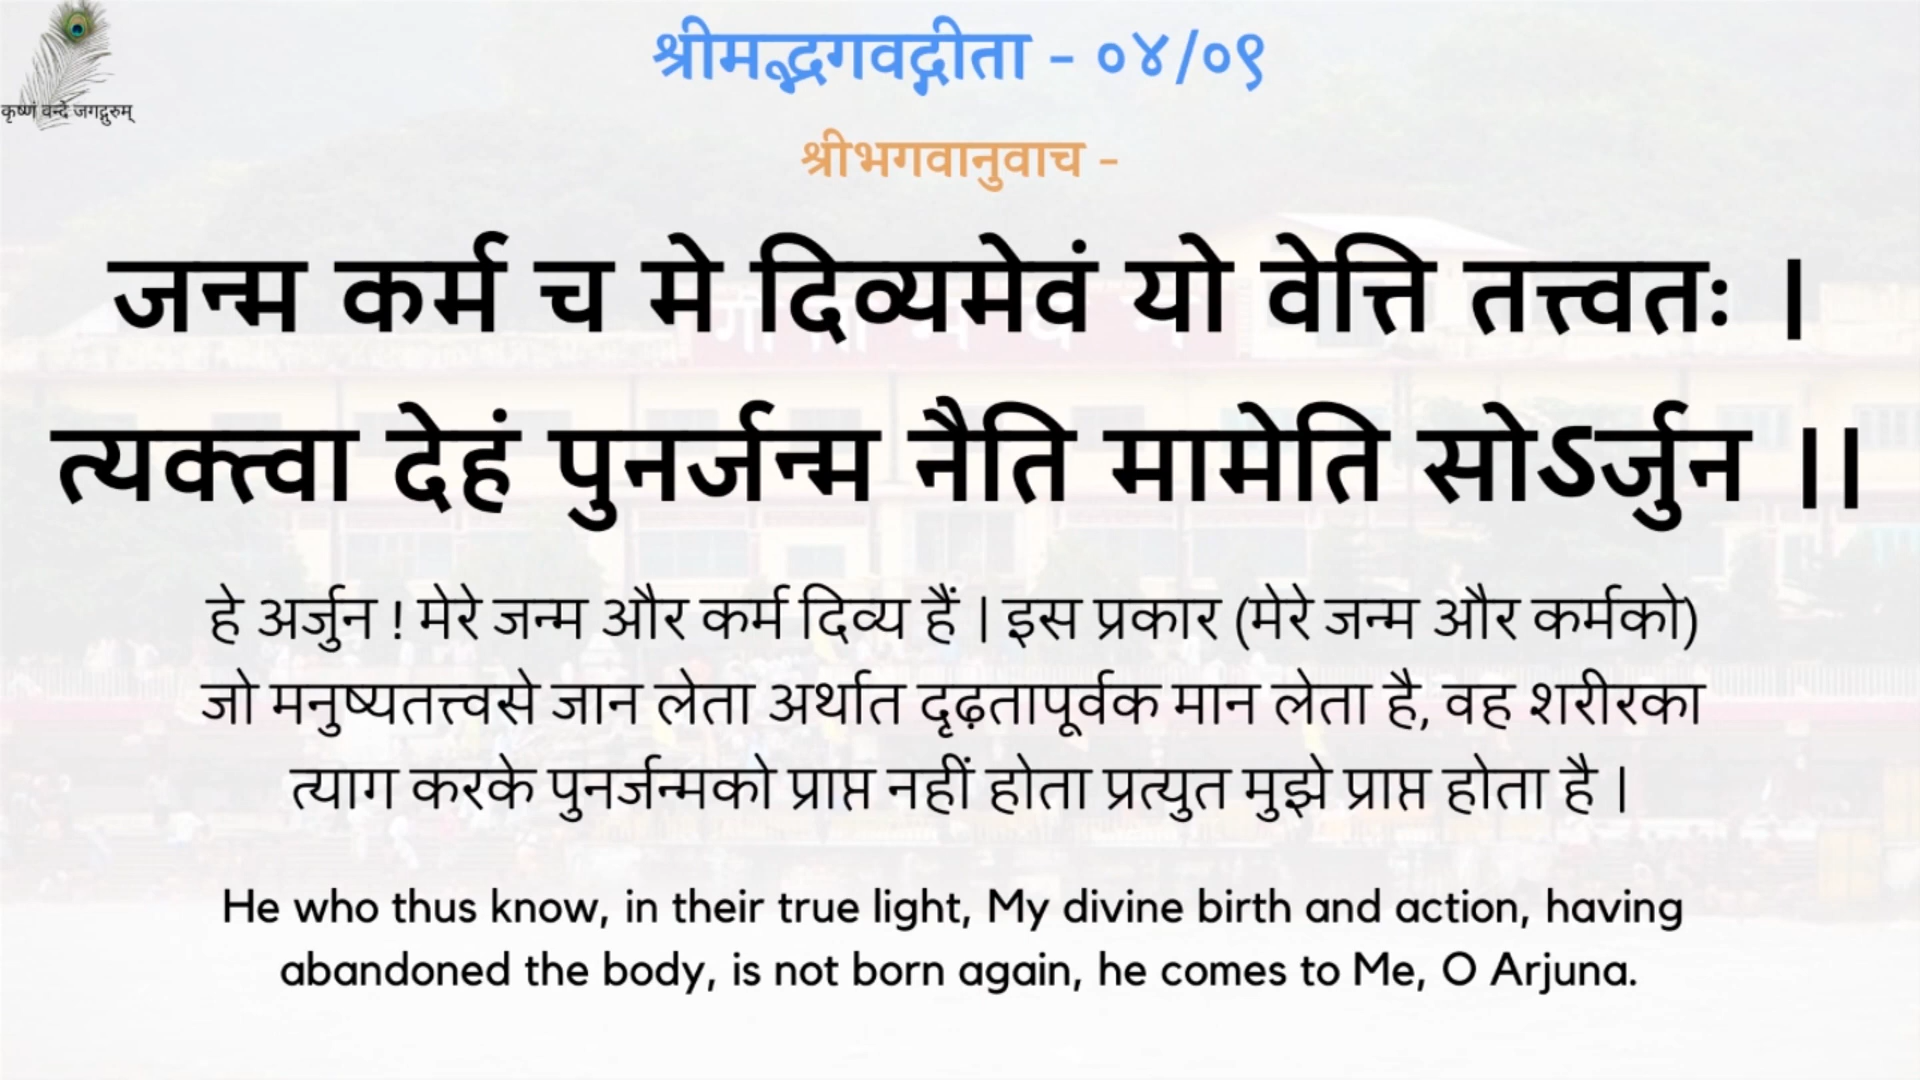 श्रीमद्भगवद्गीता - ०४/०९
कृष्णं वन्दे जगद्गुरुम्
श्रीभगवानुवाच -
जन्म कर्म च मे दिव्यमेवं यो वेत्ति तत्त्वतः ।
त्यक्त्वा देहं पुनर्जन्म नैति मामेति सोऽर्जुन ।।
हे अर्जुन ! मेरे जन्म और कर्म दिव्य हैं । इस प्रकार (मेरे जन्म और कर्मको)
जो मनुष्यतत्त्वसे जान लेता अर्थात दृढ़तापूर्वक मान लेता है, वह शरीरका
त्याग करके पुनर्जन्मको प्राप्त नहीं होता प्रत्युत मुझे प्राप्त होता है ।
He who thus know, in their true light, My divine birth and action, having
abandoned the body, is not born again, he comes to Me, O Arjuna.